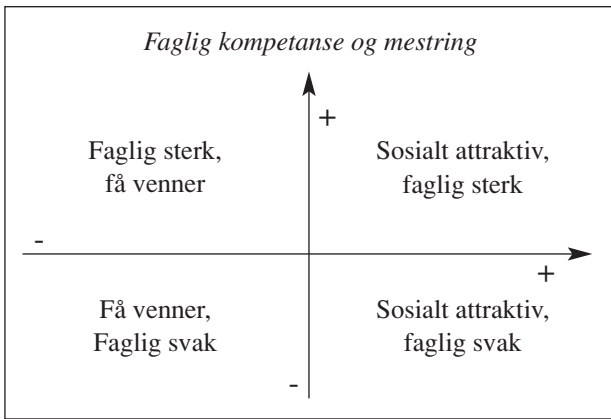 Faglig kompetanse og mestring
+
Faglig sterk,
få venner
Sosialt attraktiv,
faglig sterk
-
+
Få venner,
Faglig svak
Sosialt attraktiv,
faglig svak
-